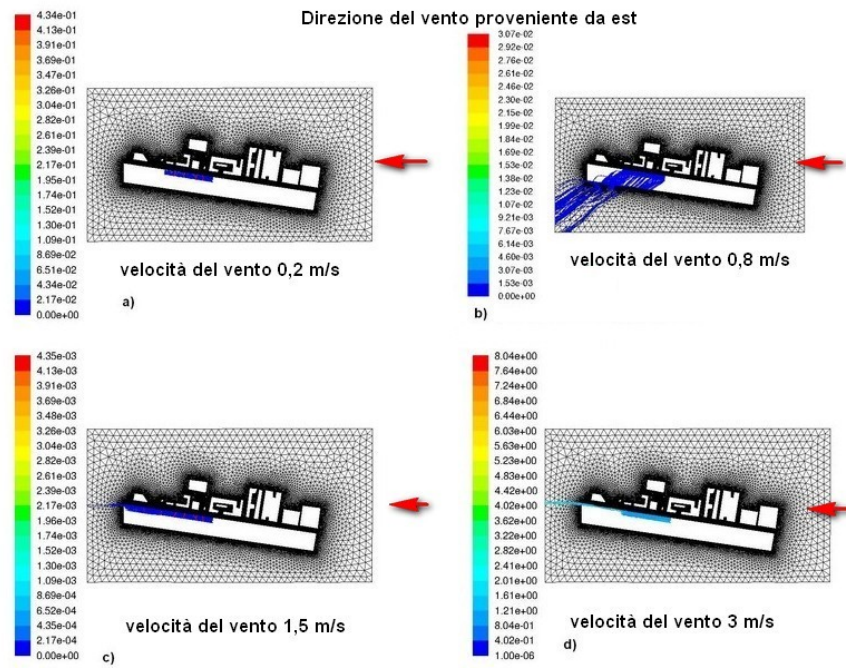 Direzione del vento proveniente da est
4.34e-01
4.13e-01
3.91e-01
3.69e-01
3.47e-01
3.26e-01
3.04e-01
2.82e-01
2.61e-01
2.39e-01
2.17e-01
1.95e-01
1.74e-01
1.52e-01
1.30e-01
1.09e-01
8.69e-02
6.51e-02
4.34e-02
2.17e-02
0.00e+00
velocità del vento 0,2 m/s
a)
3.07e-02
2.92e-02
2.76e-02
2.61e-02
2.46e-02
2.30e-02
2.15e-02
1.99e-02
1.84e-02
1.69e-02
1.53e-02
1.38e-02
1.23e-02
1.07e-02
9.21e-03
7.67e-03
6.14e-03
4.60e-03
3.07e-03
1.53e-03
0.00e+00
velocità del vento 0,8 m/s
b)
4.35e-03
4.13e-03
3.91e-03
3.69e-03
3.48e-03
3.26e-03
3.04e-03
2.82e-03
2.61e-03
2.39e-03
2.17e-03
1.96e-03
1.74e-03
1.52e-03
1.30e-03
1.09e-03
8.69e-04
6.52e-04
4.35e-04
2.17e-04
0.00e+00
velocità del vento 1,5 m/s
c)
8.04e+00
7.64e+00
7.24e+00
6.84e+00
6.44e+00
6.03e+00
5.63e+00
5.23e+00
4.83e+00
4.42e+00
4.02e+00
3.62e+00
3.22e+00
2.82e+00
2.41e+00
2.01e+00
1.61e+00
1.21e+00
8.04e-01
4.02e-01
1.00e-06
velocità del vento 3 m/s
d)